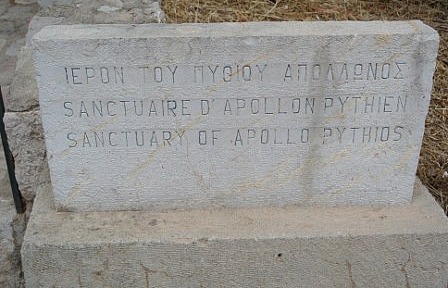 ΙΕΡΟΝ ΤΟΥ ΠΥΘΙΟΥ ΑΠΟΛΛΩΝΟΣ
SANCTUAIRE D'APOLLON PYTHIEN
SANCTUARY OF APOLLO PYTHIOS